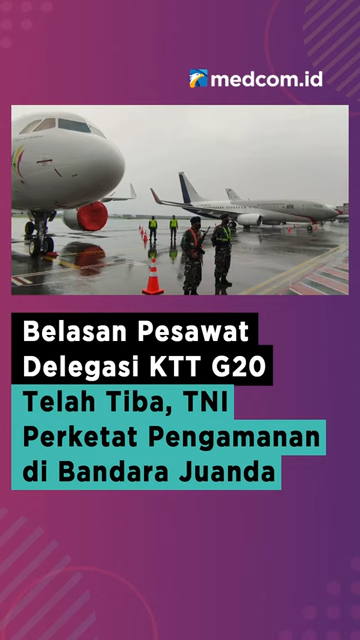 medcom.id
Belasan Pesawat
Delegasi KTT G20
Telah Tiba, TNI
Perketat Pengamanan
di Bandara Juanda